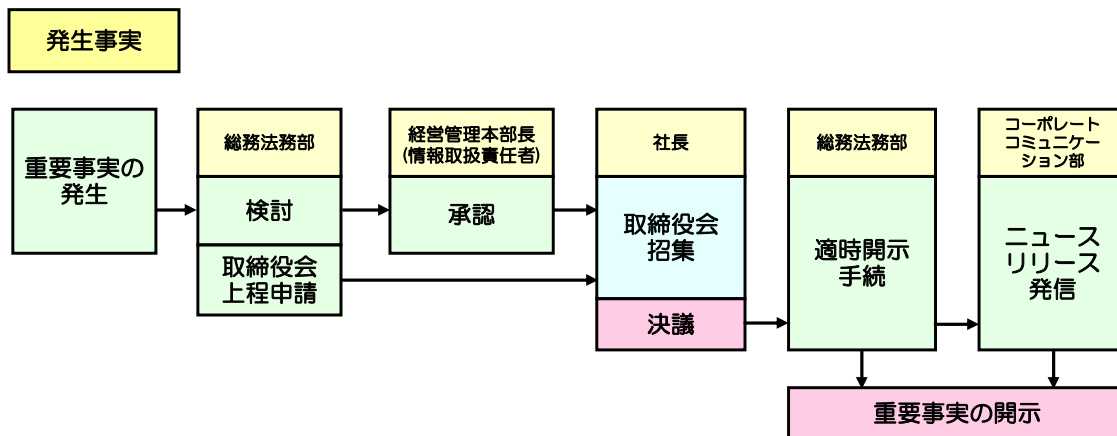 発生事実
重要事実の
発生
総務法務部
検討
取締役会
上程申請
経営管理本部長
(情報取扱責任者)
承認
社長
取締役会
招集
決議
総務法務部
適時開示
手続
コーポレート
コミュニケー
ション部
ニュース
リリース
発信
重要事実の開示